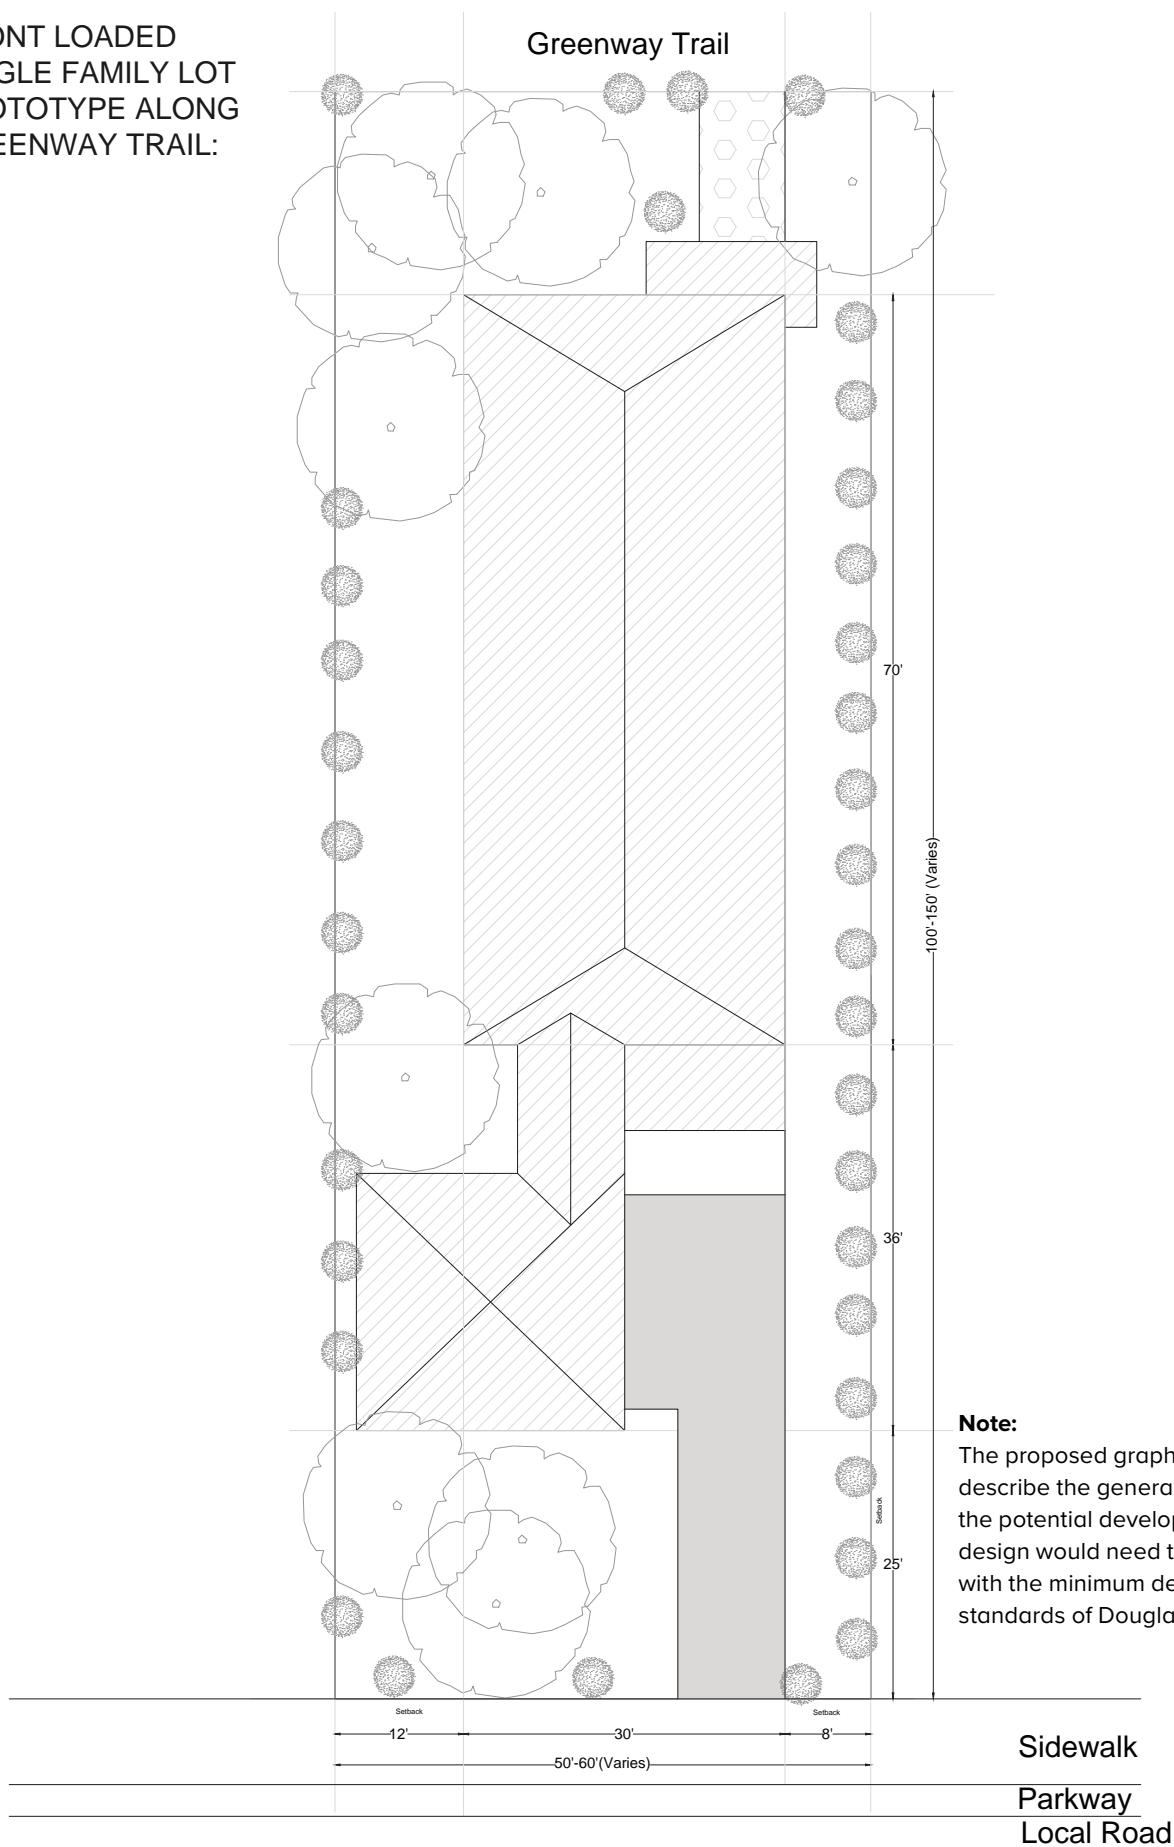 ONT LOADED
GLE FAMILY LOT
OTOTYPE ALONG
EENWAY TRAIL:
Greenway Trail
70'
100'-150' (Varies)
36'
Note:
The proposed graph
describe the genera
the potential develop
design would need t
with the minimum de
standards of Dougla
Setback
25'
Setback
Setback
12'
30'
8'
50'-60'(Varies)
Sidewalk
Parkway
Local Road